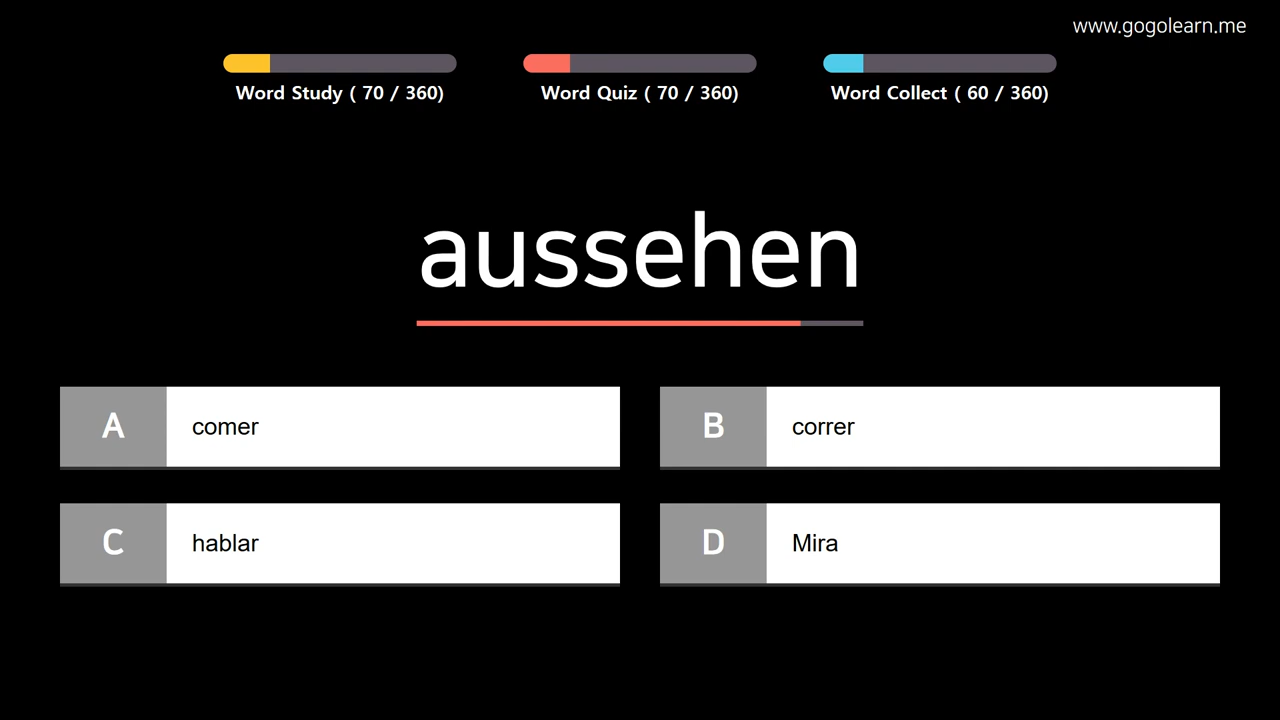 www.gogolearn.me
Word Study ( 70 / 360)
Word Quiz ( 70 / 360)
Word Collect ( 60 / 360)
aussehen
A
comer
B
correr
C
hablar
D
Mira